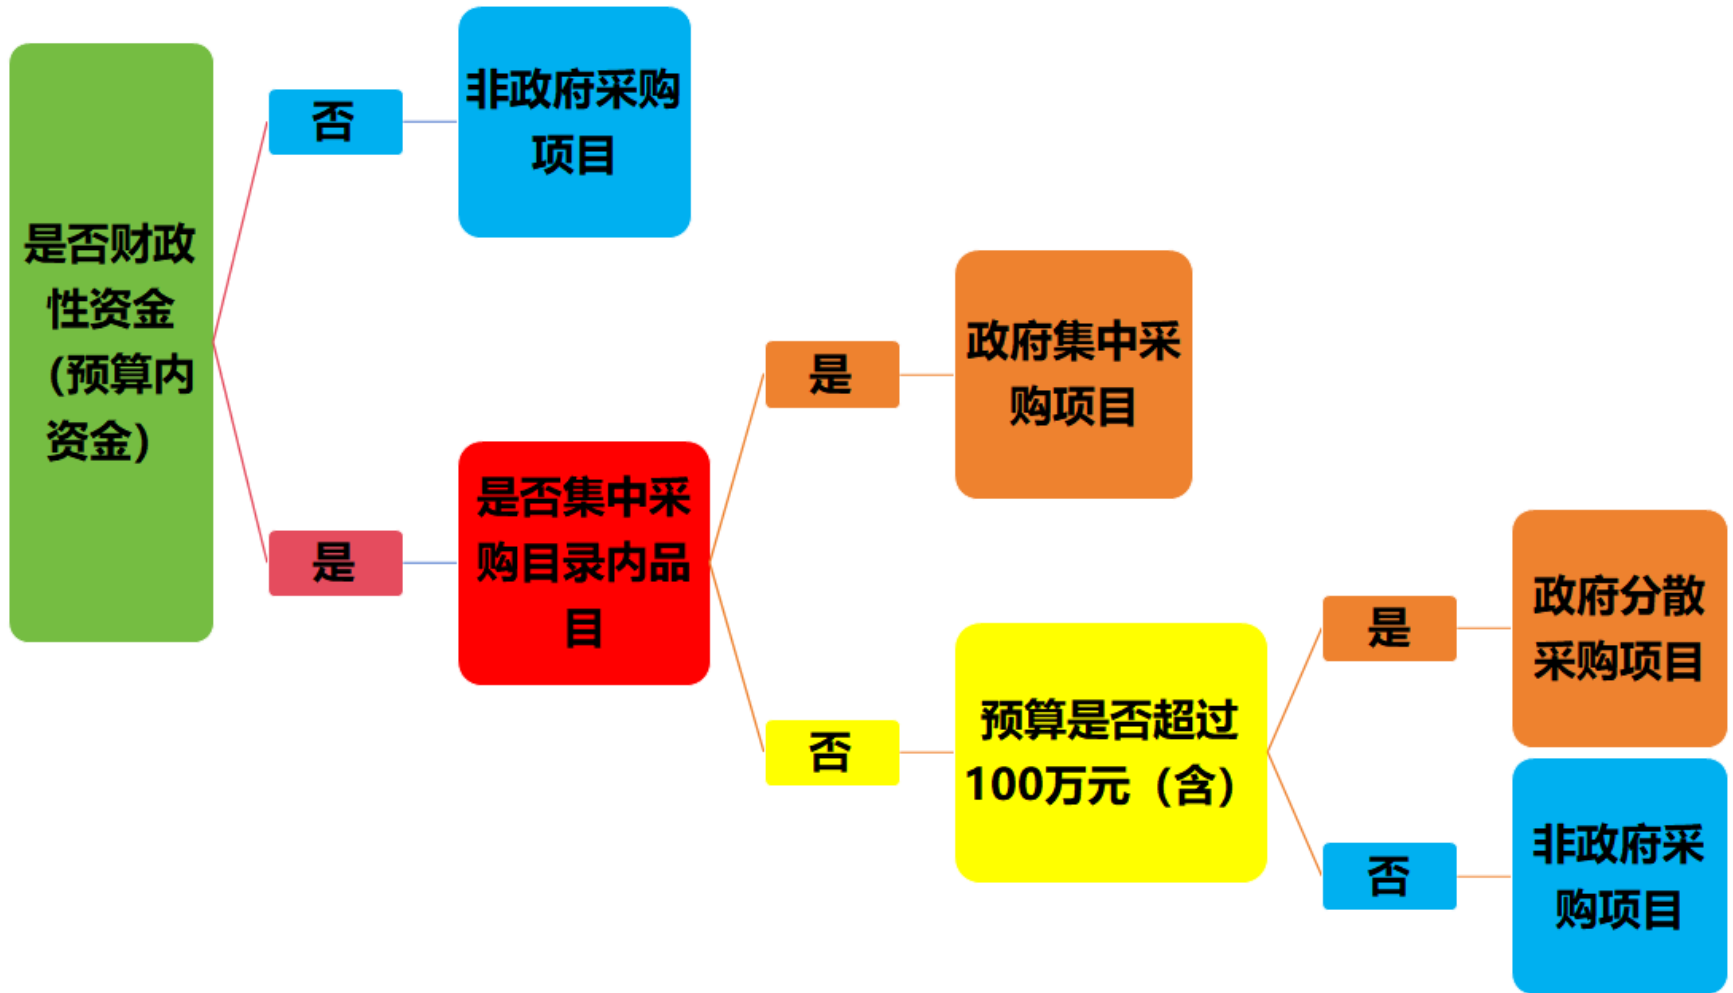 是否财政
性资金
（预算内
资金）
否
非政府采购
项目
是
是否集中采
购目录内品
目
是
政府集中采
购项目
否
预算是否超过
100万元（含）
是
政府分散
采购项目
否
非政府采
购项目